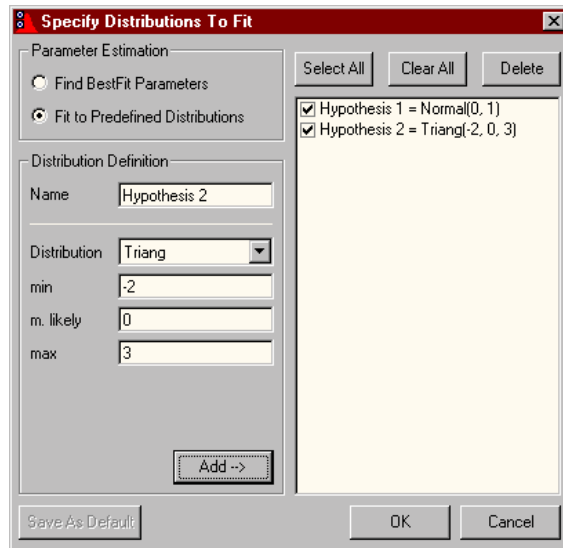 Specify Distributions To Fit
Parameter Estimation
Find BestFit Parameters
Fit to Predefined Distributions
Distribution Definition
Name Hypothesis 2
Distribution Triang
min -2
m. likely 0
max 3
Add -->
Save As Default
Select All Clear All Delete
Hypothesis 1 = Normal(0, 1)
Hypothesis 2 = Triang(-2, 0, 3)
OK Cancel